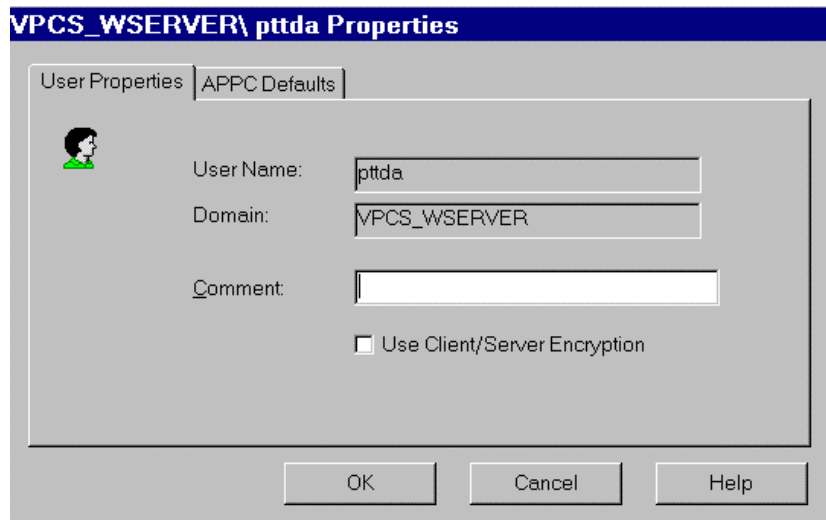 VPCS_WSERVER\ pttda Properties
User Properties APPC Defaults
User Name: pttda
Domain: VPCS_WSERVER
Comment:
Use Client/Server Encryption
OK Cancel Help